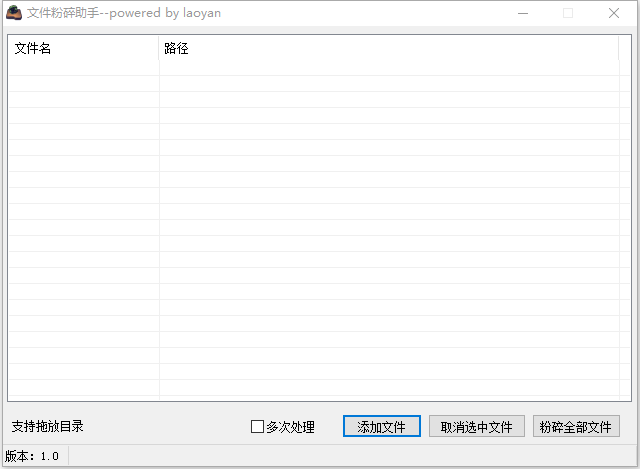 文件粉碎助手--powered by laoyan
文件名 路径
支持拖放目录 多次处理 添加文件 取消选中文件 粉碎全部文件
版本：1.0